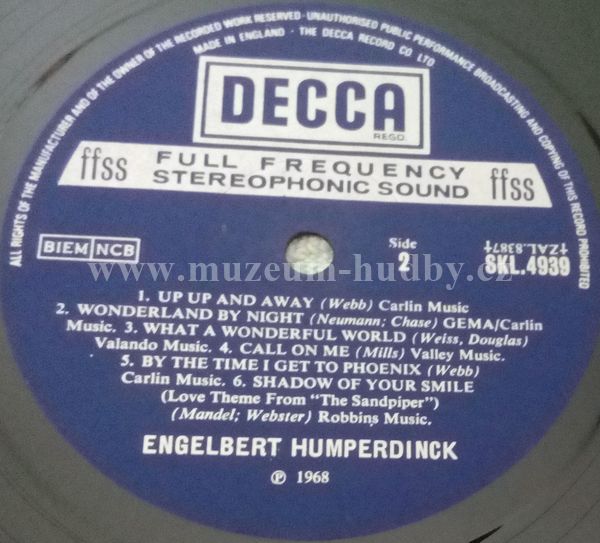 ALL RIGHTS OF THE MANUFACTURER AND OF THE OWNER OF THE RECORDED WORK RESERVED · UNAUTHORISED PUBLIC PERFORMANCE BROADCASTING AND COPYING OF THIS RECORD PROHIBITED
MADE IN ENGLAND · THE DECCA RECORD CO LTD
DECCA
REGD.
ffss FULL FREQUENCY STEREOPHONIC SOUND ffss
BIEM NCB
Side 2
‡ZAL.8387‡
SKL.4939
www.muzeum-hudby.cz
1. UP UP AND AWAY (Webb) Carlin Music
2. WONDERLAND BY NIGHT (Neumann; Chase) GEMA/Carlin
Music. 3. WHAT A WONDERFUL WORLD (Weiss, Douglas)
Valando Music. 4. CALL ON ME (Mills) Valley Music.
5. BY THE TIME I GET TO PHOENIX (Webb)
Carlin Music. 6. SHADOW OF YOUR SMILE
(Love Theme From "The Sandpiper")
(Mandel; Webster) Robbins Music.
ENGELBERT HUMPERDINCK
℗ 1968